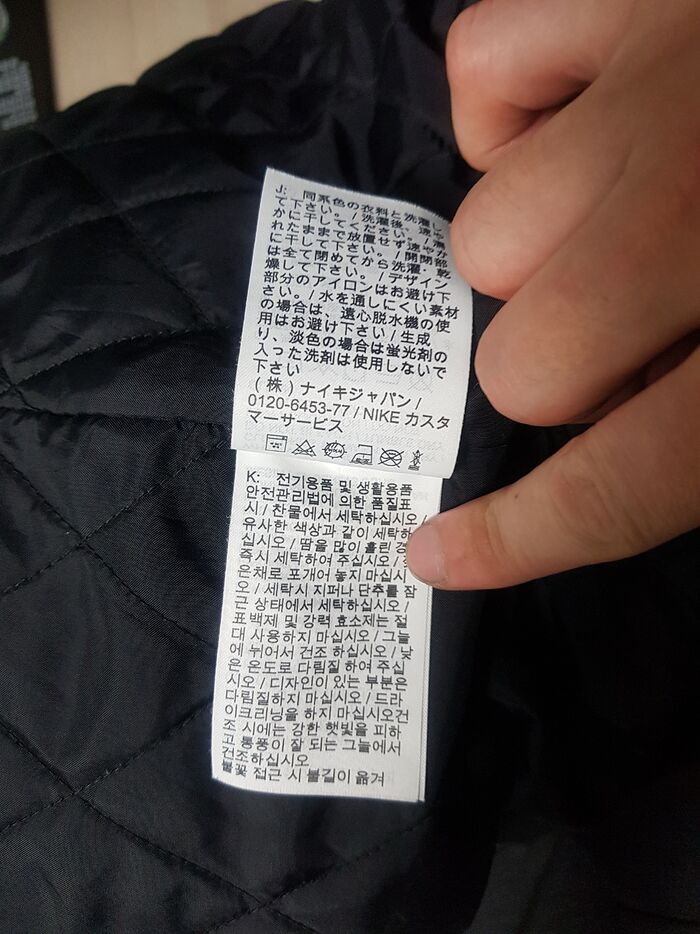 J: 同系色の衣料と洗濯し
て下さい。/洗濯後、速や
かに干してください。/濡
れたままで放置せず速やか
に干して下さい。/開閉部
は全て閉めてから洗濯・乾
燥して下さい。/デザイン
部分のアイロンはお避け下
さい。/水を通しにくい素材
の場合は、遠心脱水機の使
用はお避け下さい/生成
り、淡色の場合は蛍光剤の
入った洗剤は使用しないで
下さい
(株)ナイキジャパン/
0120-6453-77/NIKE カスタ
マーサービス
K: 전기용품 및 생활용품
안전관리법에 의한 품질표
시/찬물에서 세탁하십시오/
유사한 색상과 같이 세탁하
십시오/땀을 많이 흘린 경
즉시 세탁하여 주십시오/
은채로 포개어 놓지 마십시
오/세탁시 지퍼나 단추를 잠
근 상태에서 세탁하십시오/
표백제 및 강력 효소제는 절
대 사용하지 마십시오/그늘
에 뉘어서 건조 하십시오/낮
은 온도로 다림질 하여 주십
시오/디자인이 있는 부분은
다림질하지 마십시오/드라
이크리닝을 하지 마십시오건
조 시에는 강한 햇빛을 피하
고 통풍이 잘 되는 그늘에서
건조하십시오
불꽃 접근 시 불길이 옮겨